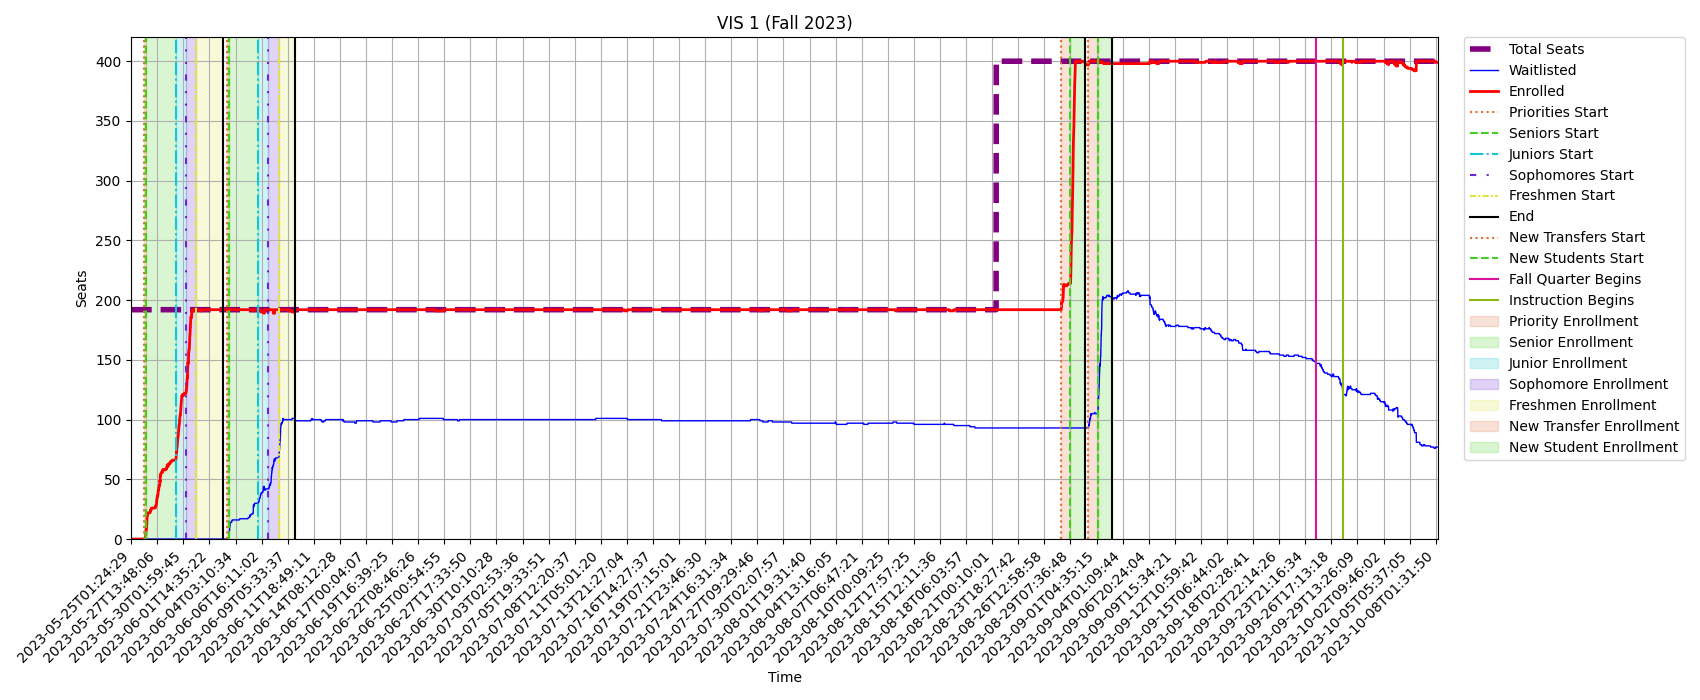 VIS 1 (Fall 2023)
Seats
400
350
300
250
200
150
100
50
0
2023-05-25T01:24:29
2023-05-27T13:48:06
2023-05-30T01:59:45
2023-06-01T14:35:22
2023-06-04T03:10:34
2023-06-06T16:11:02
2023-06-09T05:33:37
2023-06-11T18:49:11
2023-06-14T08:12:28
2023-06-17T00:04:07
2023-06-19T16:39:25
2023-06-22T08:46:26
2023-06-25T00:54:55
2023-06-27T17:33:50
2023-06-30T10:10:28
2023-07-03T02:53:36
2023-07-05T19:33:51
2023-07-08T12:20:37
2023-07-11T05:01:20
2023-07-13T21:27:04
2023-07-16T14:27:37
2023-07-19T07:15:01
2023-07-21T23:46:30
2023-07-24T16:31:34
2023-07-27T09:29:46
2023-07-30T02:07:57
2023-08-01T19:31:40
2023-08-04T13:16:05
2023-08-07T06:47:21
2023-08-10T00:09:25
2023-08-12T17:57:25
2023-08-15T12:11:36
2023-08-18T06:03:57
2023-08-21T00:10:01
2023-08-23T18:27:42
2023-08-26T12:58:58
2023-08-29T07:36:48
2023-09-01T04:35:15
2023-09-04T01:09:44
2023-09-06T20:24:04
2023-09-09T15:34:21
2023-09-12T10:59:42
2023-09-15T06:44:02
2023-09-18T02:28:41
2023-09-20T22:14:26
2023-09-23T21:16:34
2023-09-26T17:13:18
2023-09-29T13:26:09
2023-10-02T09:46:02
2023-10-05T05:37:05
2023-10-08T01:31:50
Time
Total Seats
Waitlisted
Enrolled
Priorities Start
Seniors Start
Juniors Start
Sophomores Start
Freshmen Start
End
New Transfers Start
New Students Start
Fall Quarter Begins
Instruction Begins
Priority Enrollment
Senior Enrollment
Junior Enrollment
Sophomore Enrollment
Freshmen Enrollment
New Transfer Enrollment
New Student Enrollment